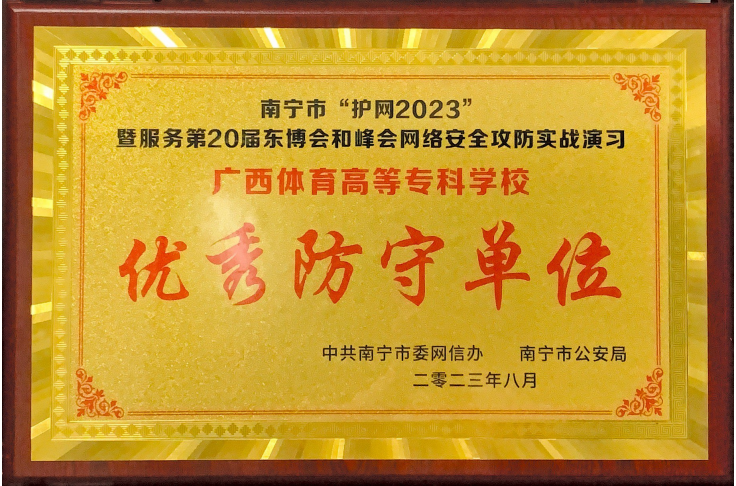 南宁市“护网2023”
暨服务第20届东博会和峰会网络安全攻防实战演习
广西体育高等专科学校
优秀防守单位
中共南宁市委网信办 南宁市公安局
二零二三年八月